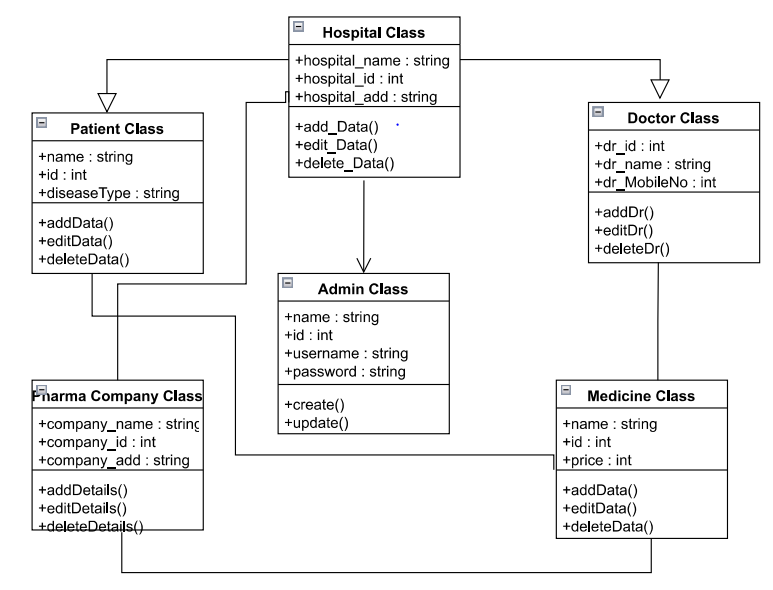 Hospital Class
+hospital_name : string
+hospital_id : int
+hospital_add : string
+add_Data()
+edit_Data()
+delete_Data()
Patient Class
+name : string
+id : int
+diseaseType : string
+addData()
+editData()
+deleteData()
Doctor Class
+dr_id : int
+dr_name : string
+dr_MobileNo : int
+addDr()
+editDr()
+deleteDr()
Admin Class
+name : string
+id : int
+username : string
+password : string
+create()
+update()
Pharma Company Class
+company_name : string
+company_id : int
+company_add : string
+addDetails()
+editDetails()
+deleteDetails()
Medicine Class
+name : string
+id : int
+price : int
+addData()
+editData()
+deleteData()